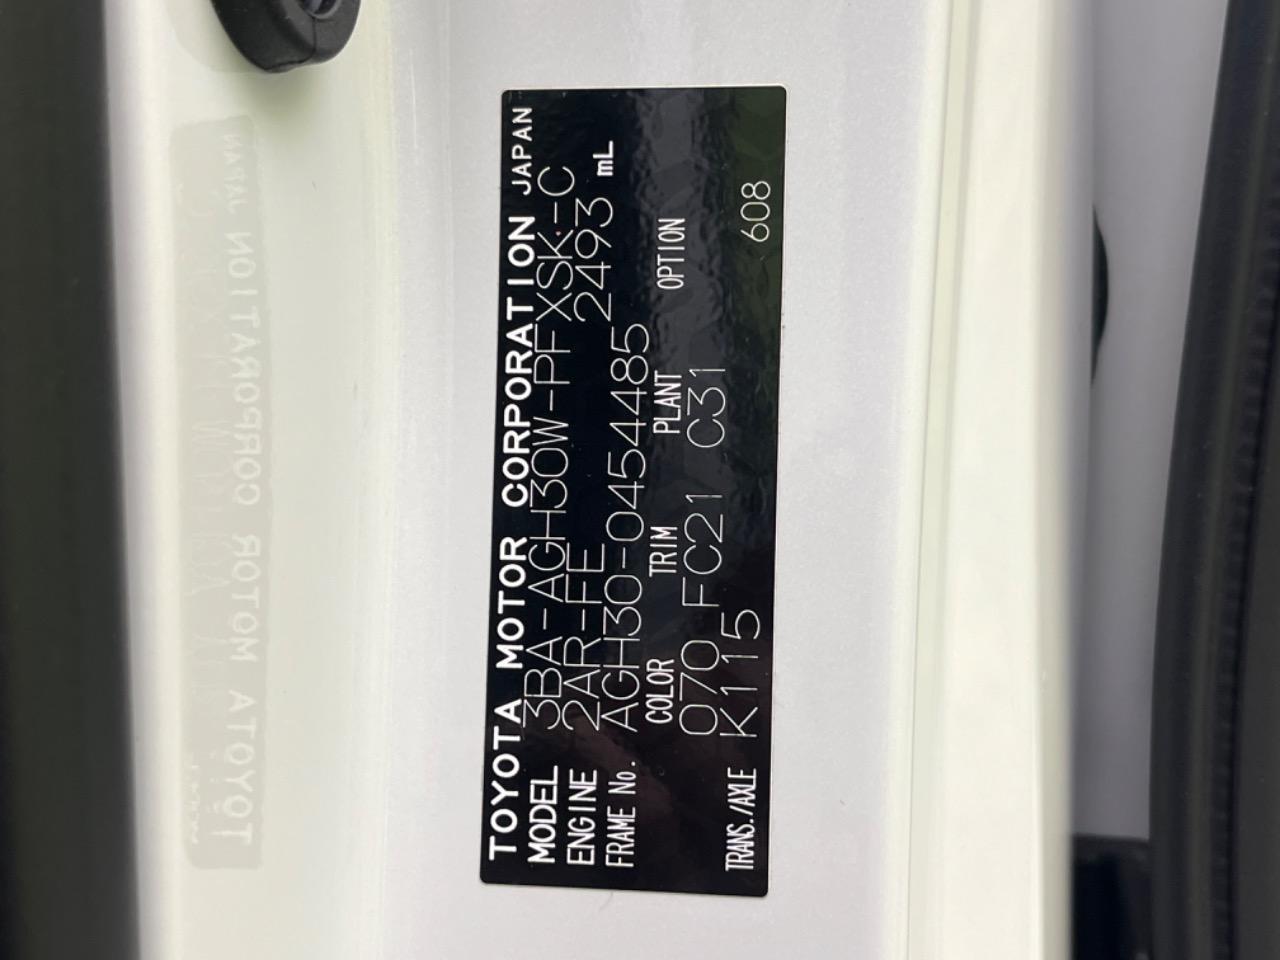 TOYOTA MOTOR CORPORATION JAPAN
MODEL 3BA-AGH30W-PFXSK-C
ENGINE 2AR-FE 2493 mL
FRAME No. AGH30-0454485
COLOR TRIM PLANT OPTION
070 FC21 C31
TRANS./AXLE K115 608